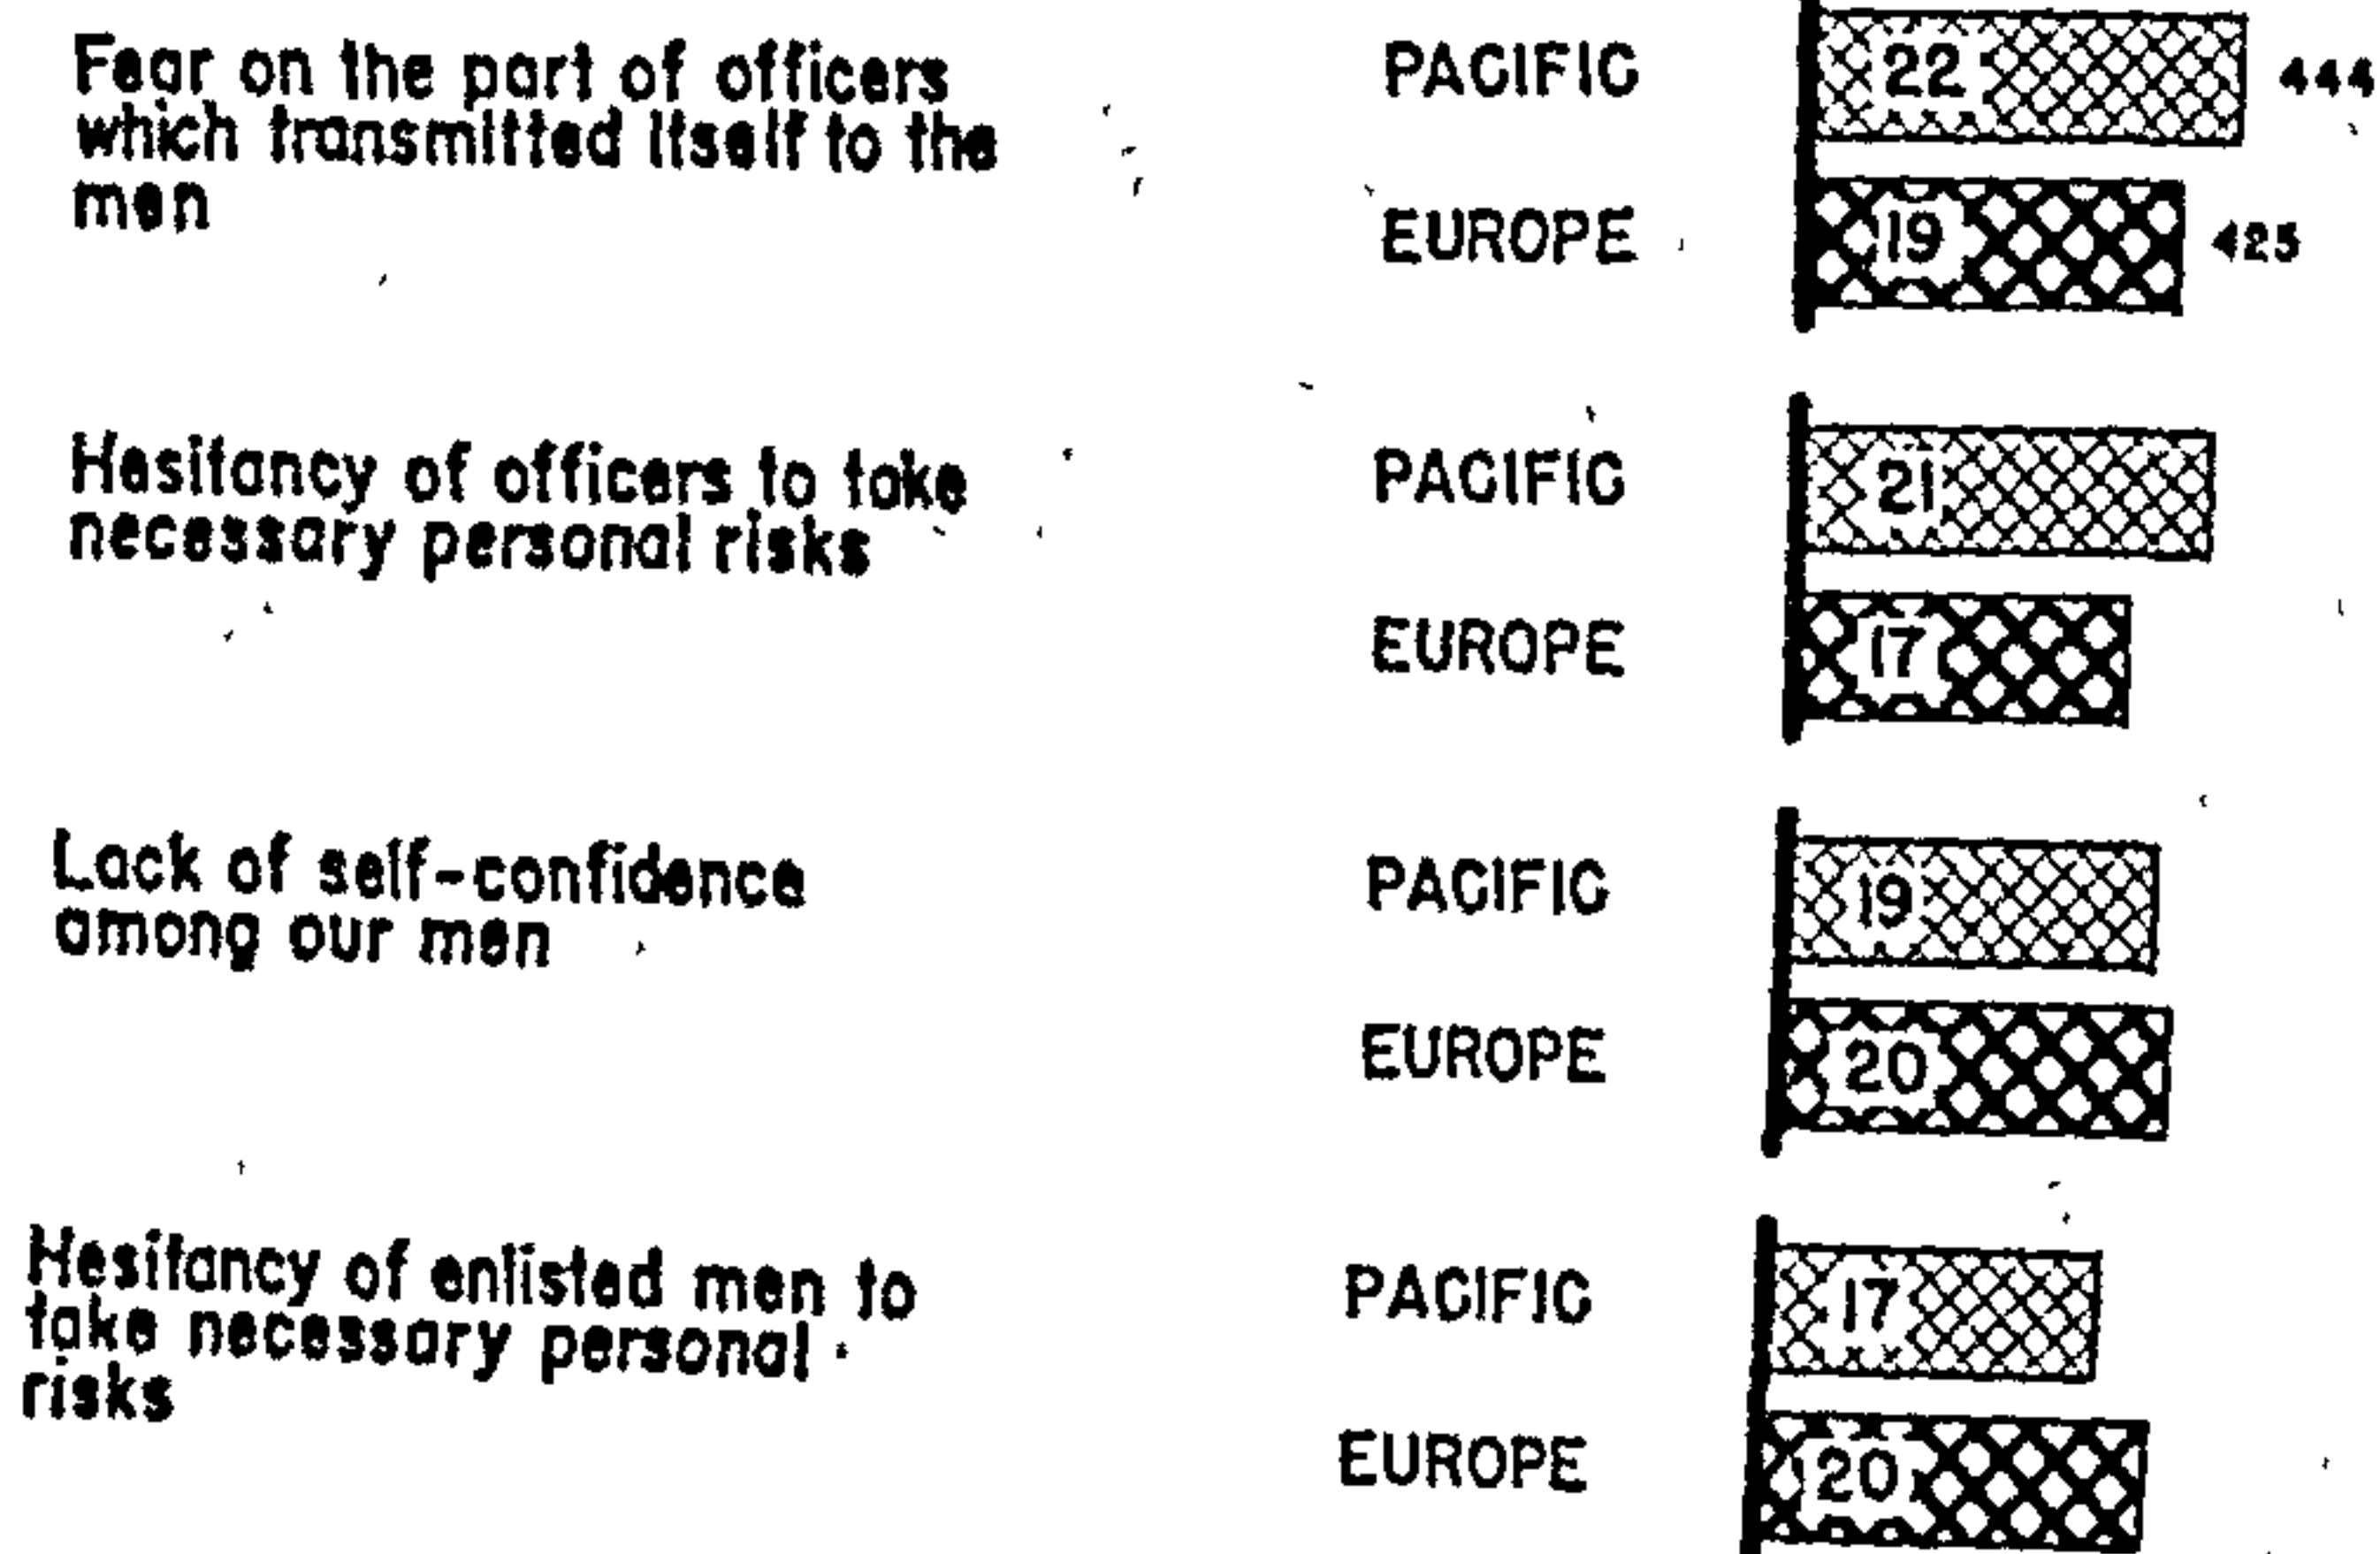 Fear on the part of officers
which transmitted itself to the
men
PACIFIC 22 444
EUROPE 19 425
Hesitancy of officers to take
necessary personal risks
PACIFIC 21
EUROPE 17
Lack of self-confidence
among our men
PACIFIC 19
EUROPE 20
Hesitancy of enlisted men to
take necessary personal
risks
PACIFIC 17
EUROPE 20